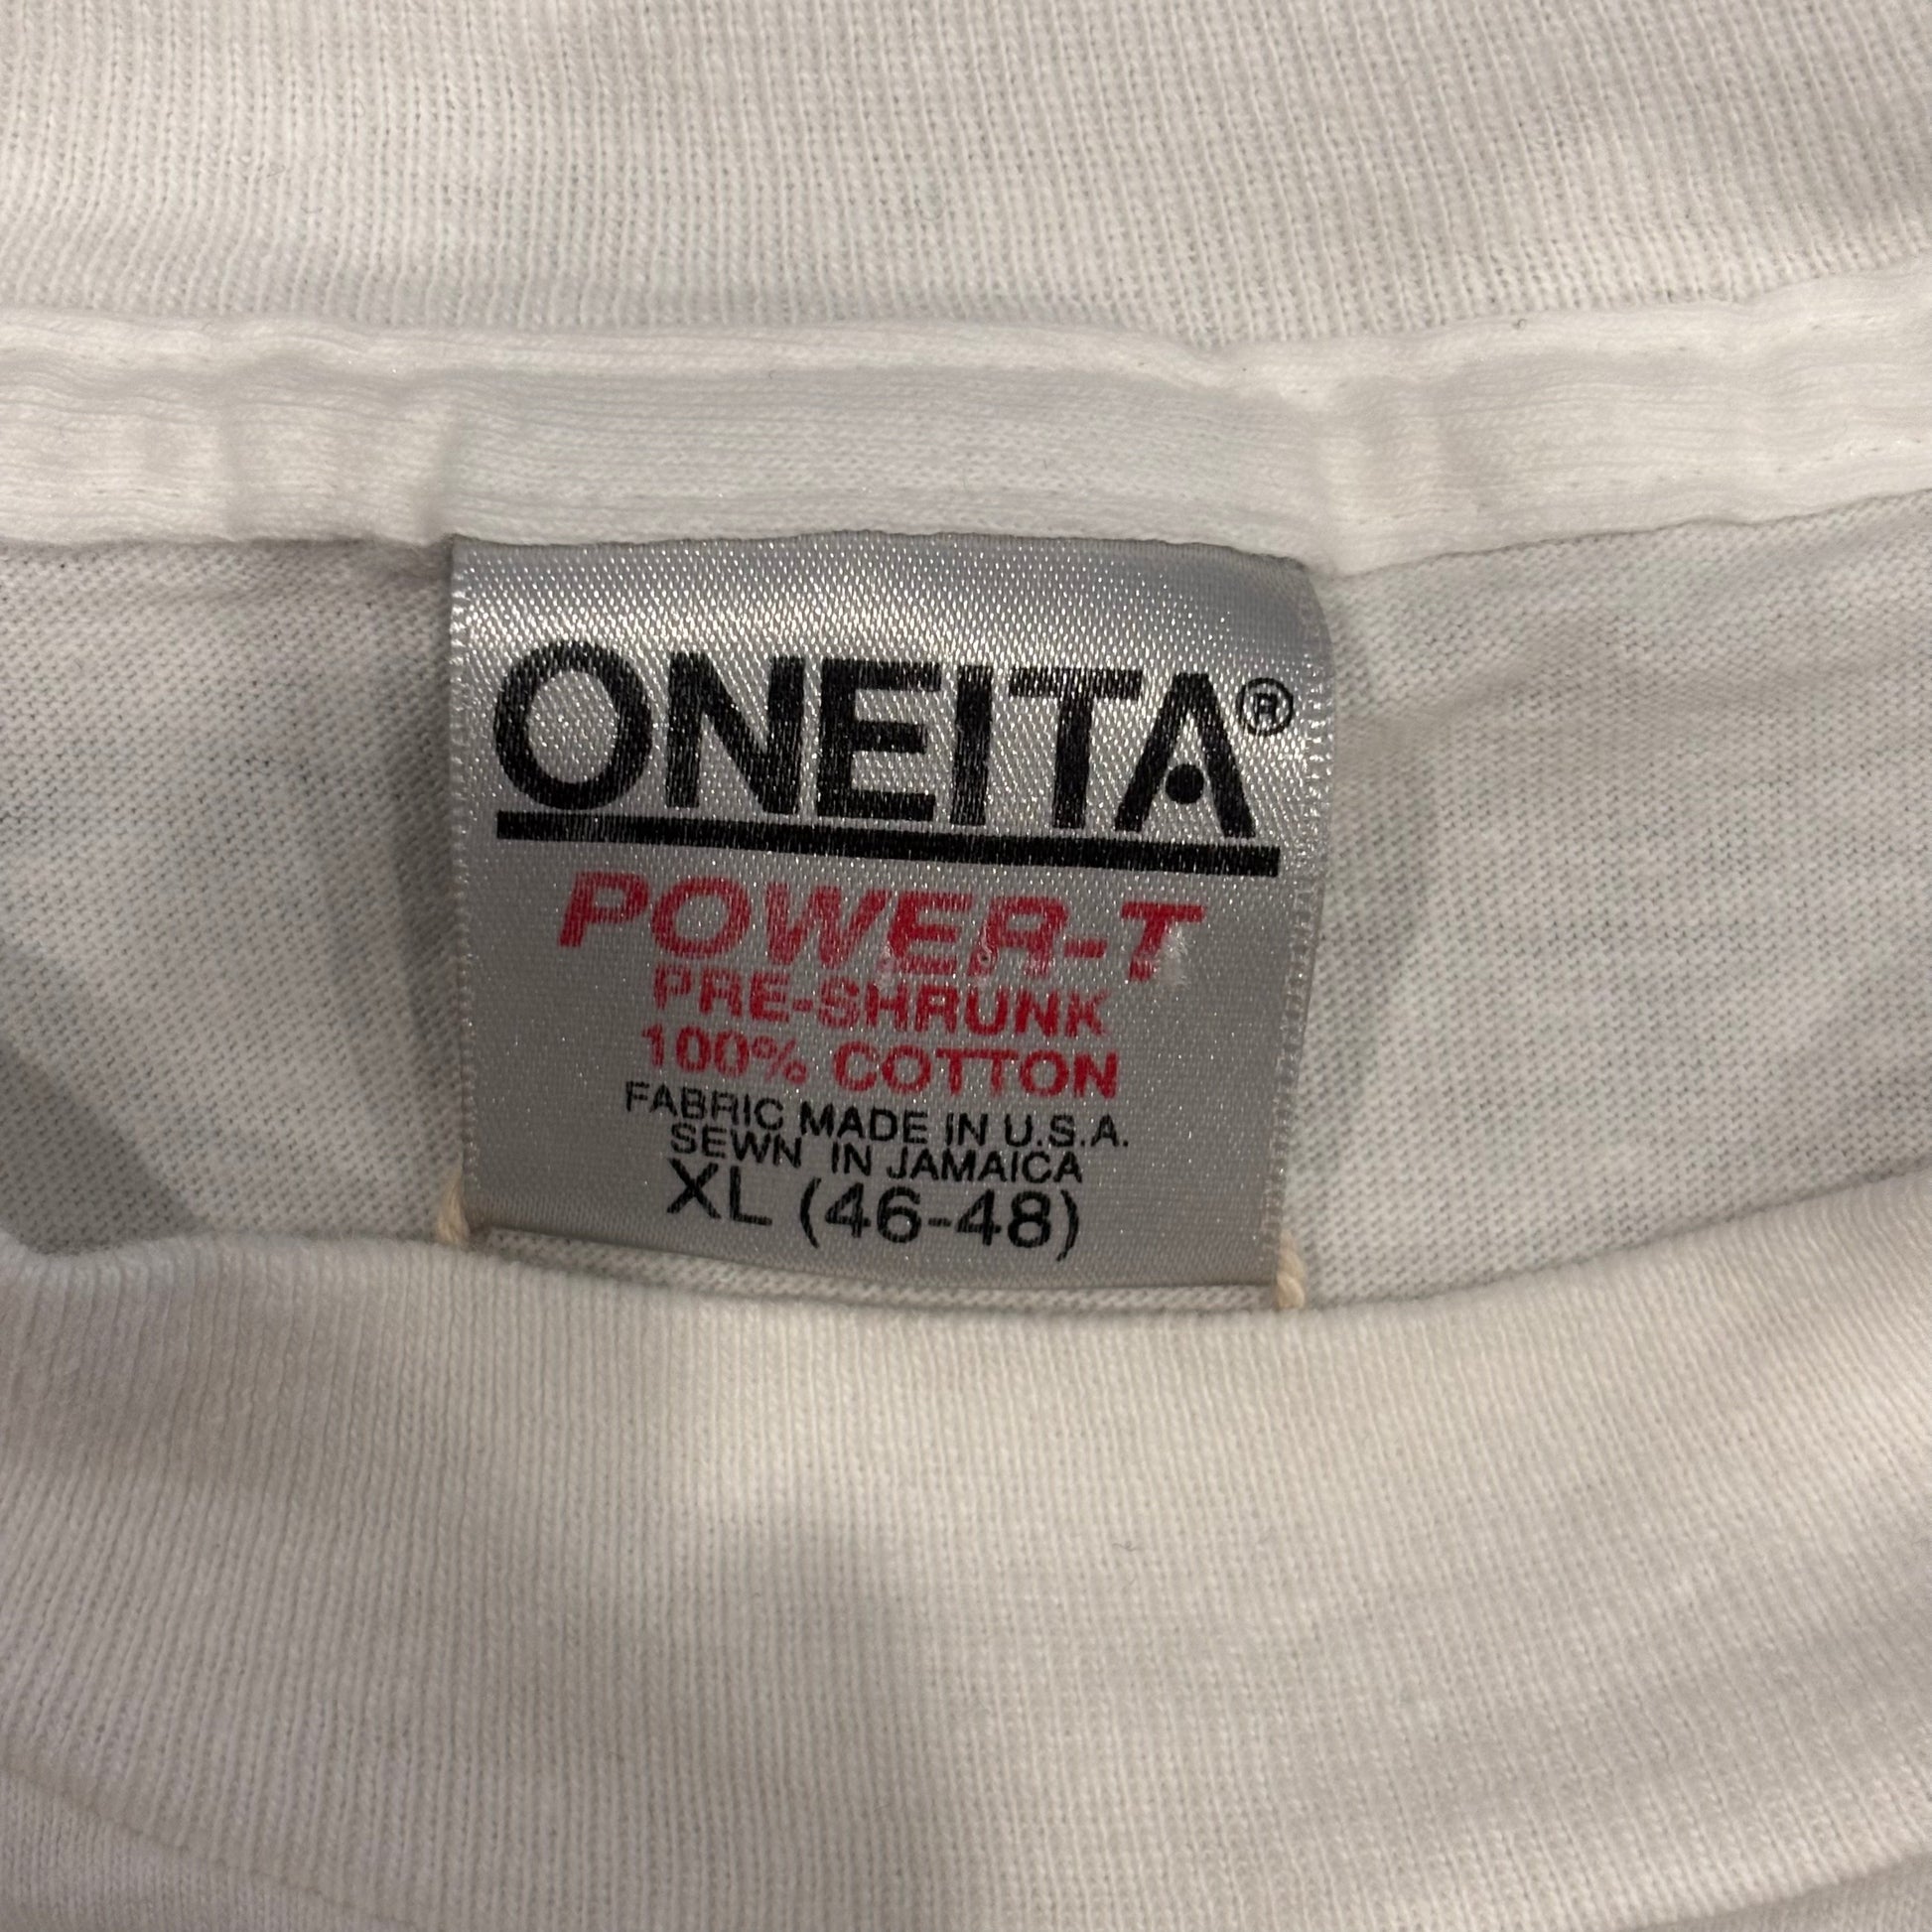 ONEITA®
POWER-T
PRE-SHRUNK
100% COTTON
FABRIC MADE IN U.S.A.
SEWN IN JAMAICA
XL (46-48)